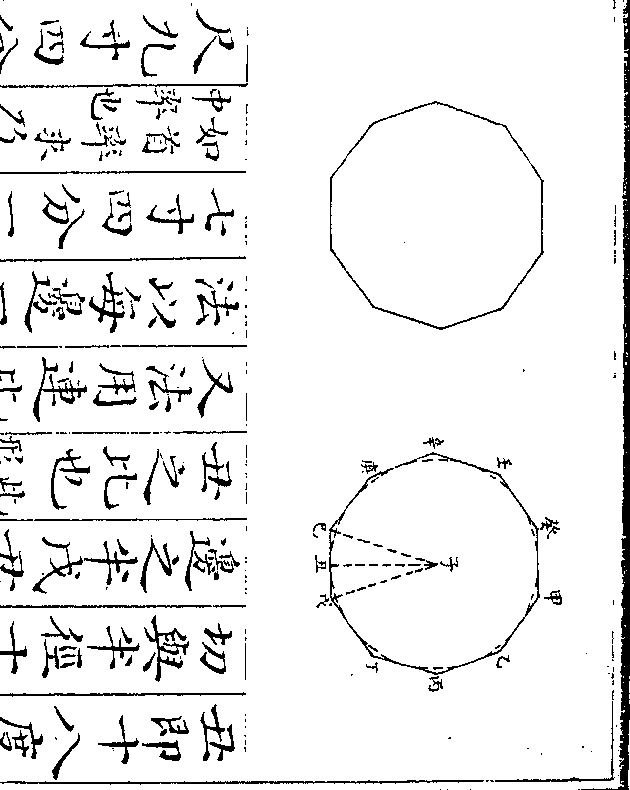 甲
乙
丙
丁
戊
丑
己
庚
辛
壬
癸
子
丑即十八度
切與半徑十
邊之半戊丑
丑之比也
又法用連比
法以每邊一
七寸四分一
如首率求乃
中率也
尺九寸四分